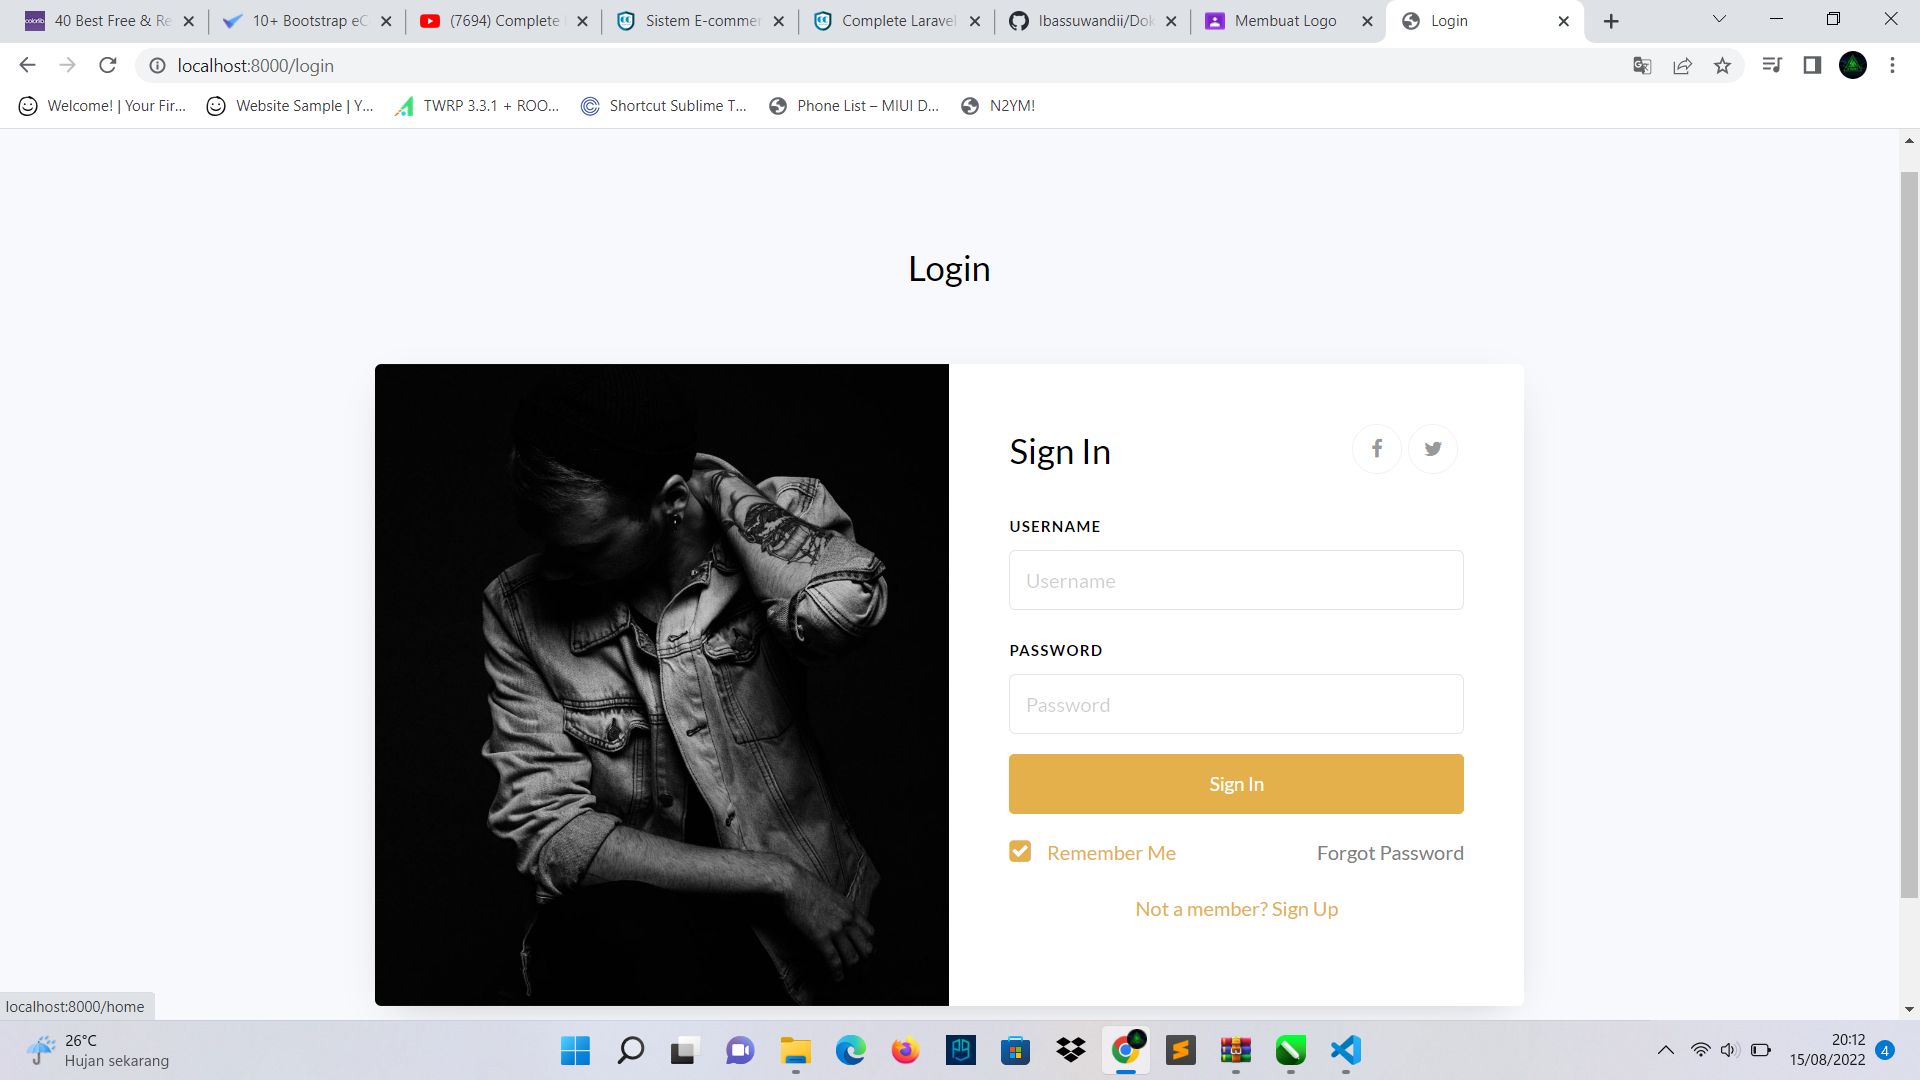 colorlib
40 Best Free & Re
10+ Bootstrap eC
(7694) Complete
Sistem E-commer
Complete Laravel
Ibassuwandii/Dok
Membuat Logo
Login
localhost:8000/login
Welcome! | Your Fir...
Website Sample | Y...
TWRP 3.3.1 + ROO...
Shortcut Sublime T...
Phone List – MIUI D...
N2YM!
Login
Sign In
USERNAME
Username
PASSWORD
Password
Sign In
Remember Me
Forgot Password
Not a member? Sign Up
localhost:8000/home
26°C
Hujan sekarang
20:12
15/08/2022
4